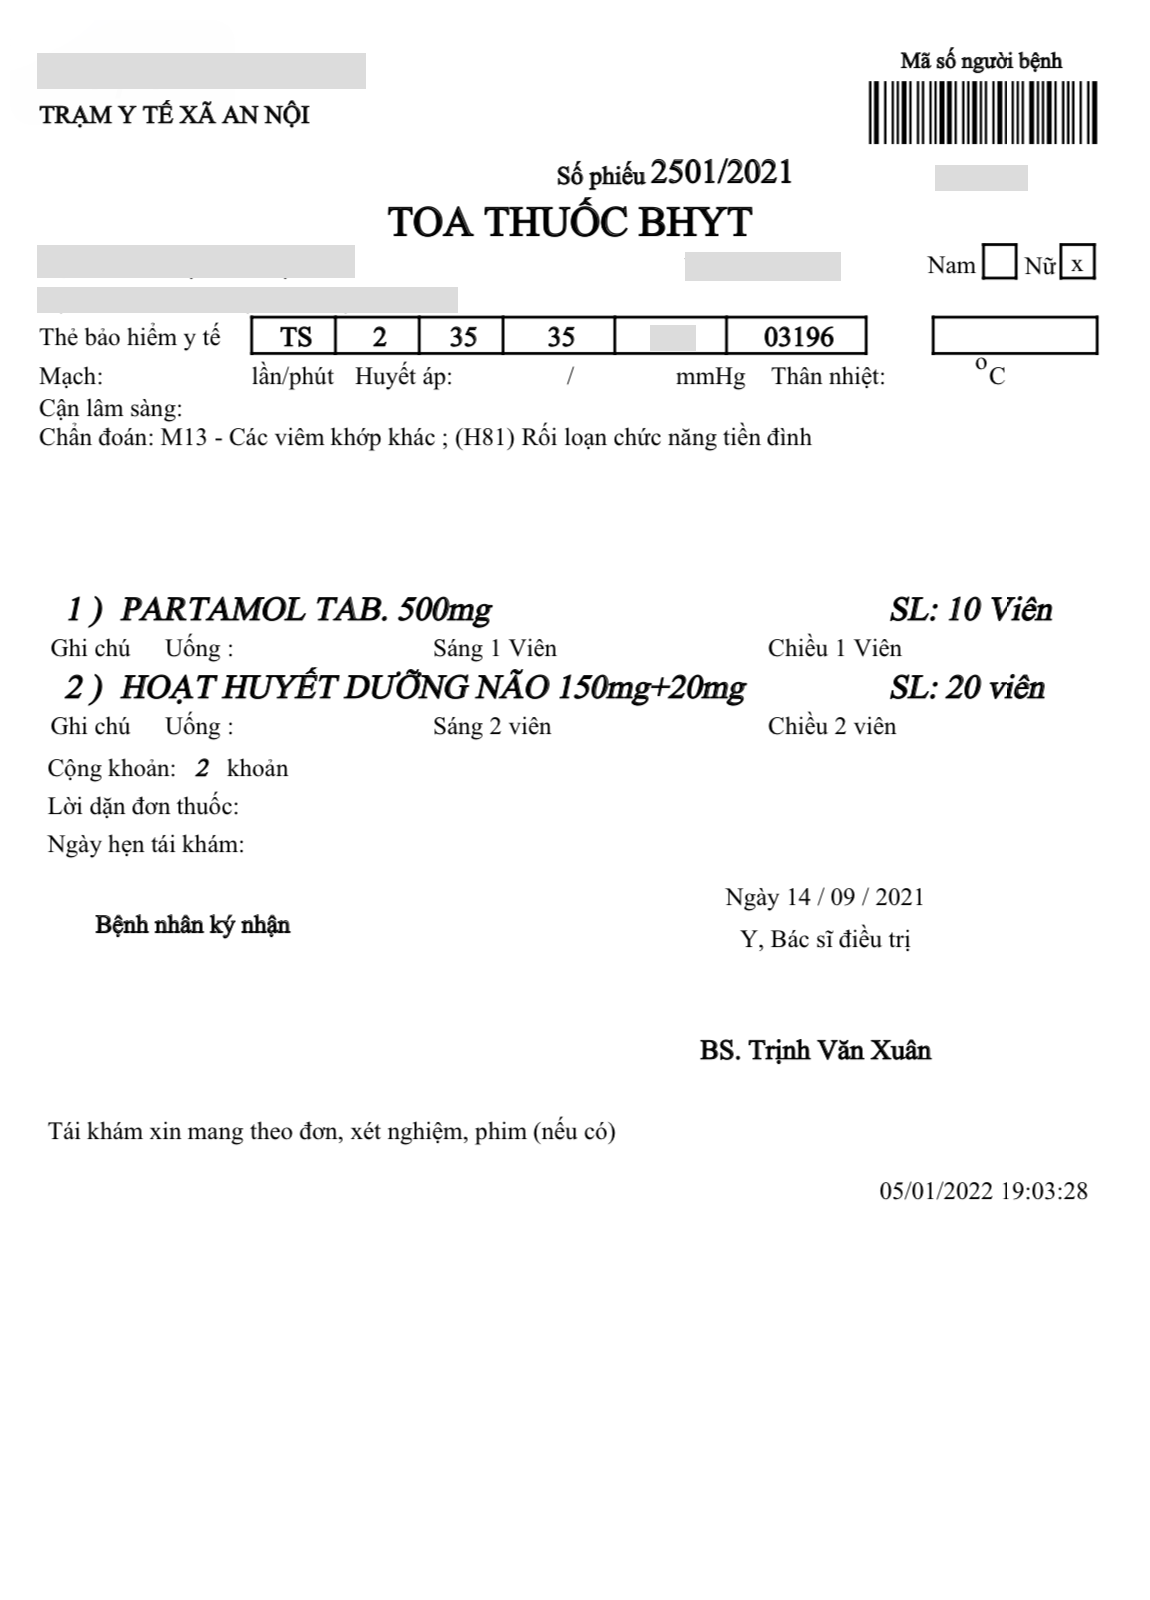 Mã số người bệnh
TRẠM Y TẾ XÃ AN NỘI
Số phiếu 2501/2021
TOA THUỐC BHYT
Nam Nữ x
Thẻ bảo hiểm y tế TS 2 35 35 03196
Mạch: lần/phút Huyết áp: / mmHg Thân nhiệt: oC
Cận lâm sàng:
Chẩn đoán: M13 - Các viêm khớp khác ; (H81) Rối loạn chức năng tiền đình
1 ) PARTAMOL TAB. 500mg SL: 10 Viên
Ghi chú Uống : Sáng 1 Viên Chiều 1 Viên
2 ) HOẠT HUYẾT DƯỠNG NÃO 150mg+20mg SL: 20 viên
Ghi chú Uống : Sáng 2 viên Chiều 2 viên
Cộng khoản: 2 khoản
Lời dặn đơn thuốc:
Ngày hẹn tái khám:
Ngày 14 / 09 / 2021
Bệnh nhân ký nhận
Y, Bác sĩ điều trị
BS. Trịnh Văn Xuân
Tái khám xin mang theo đơn, xét nghiệm, phim (nếu có)
05/01/2022 19:03:28